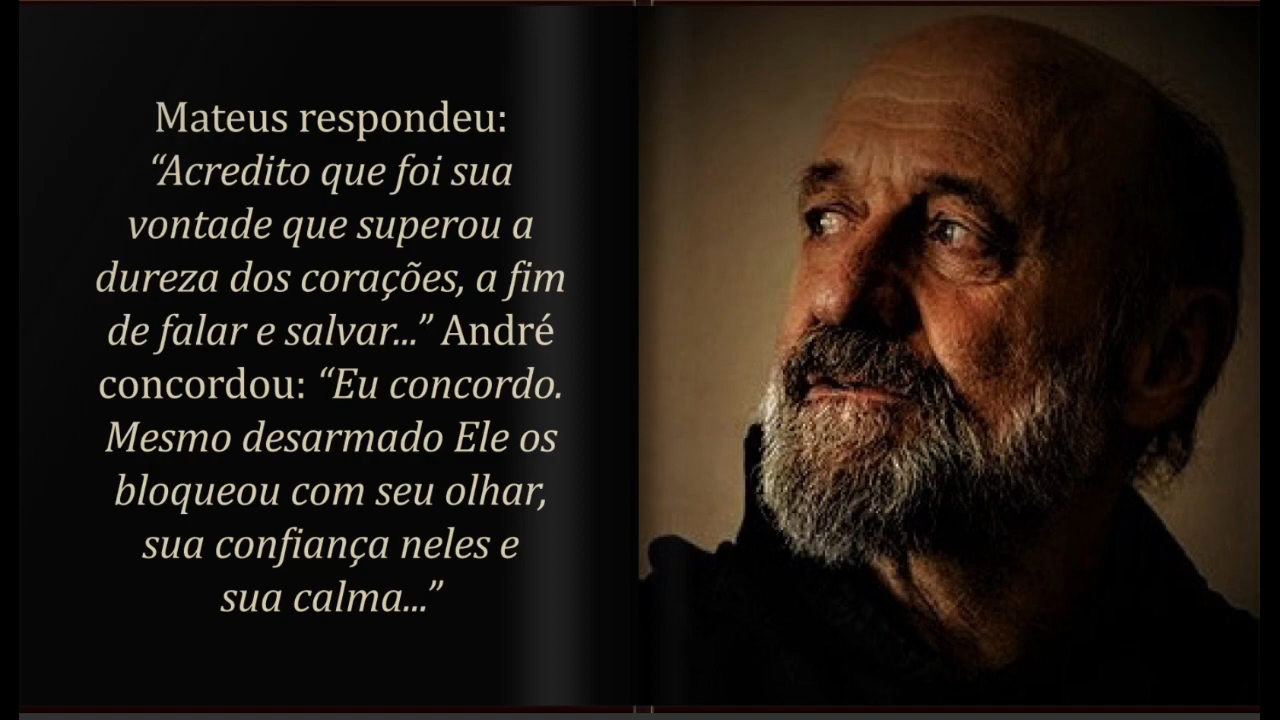 Mateus respondeu:
“Acredito que foi sua
vontade que superou a
dureza dos corações, a fim
de falar e salvar...” André
concordou: “Eu concordo.
Mesmo desarmado Ele os
bloqueou com seu olhar,
sua confiança neles e
sua calma...”